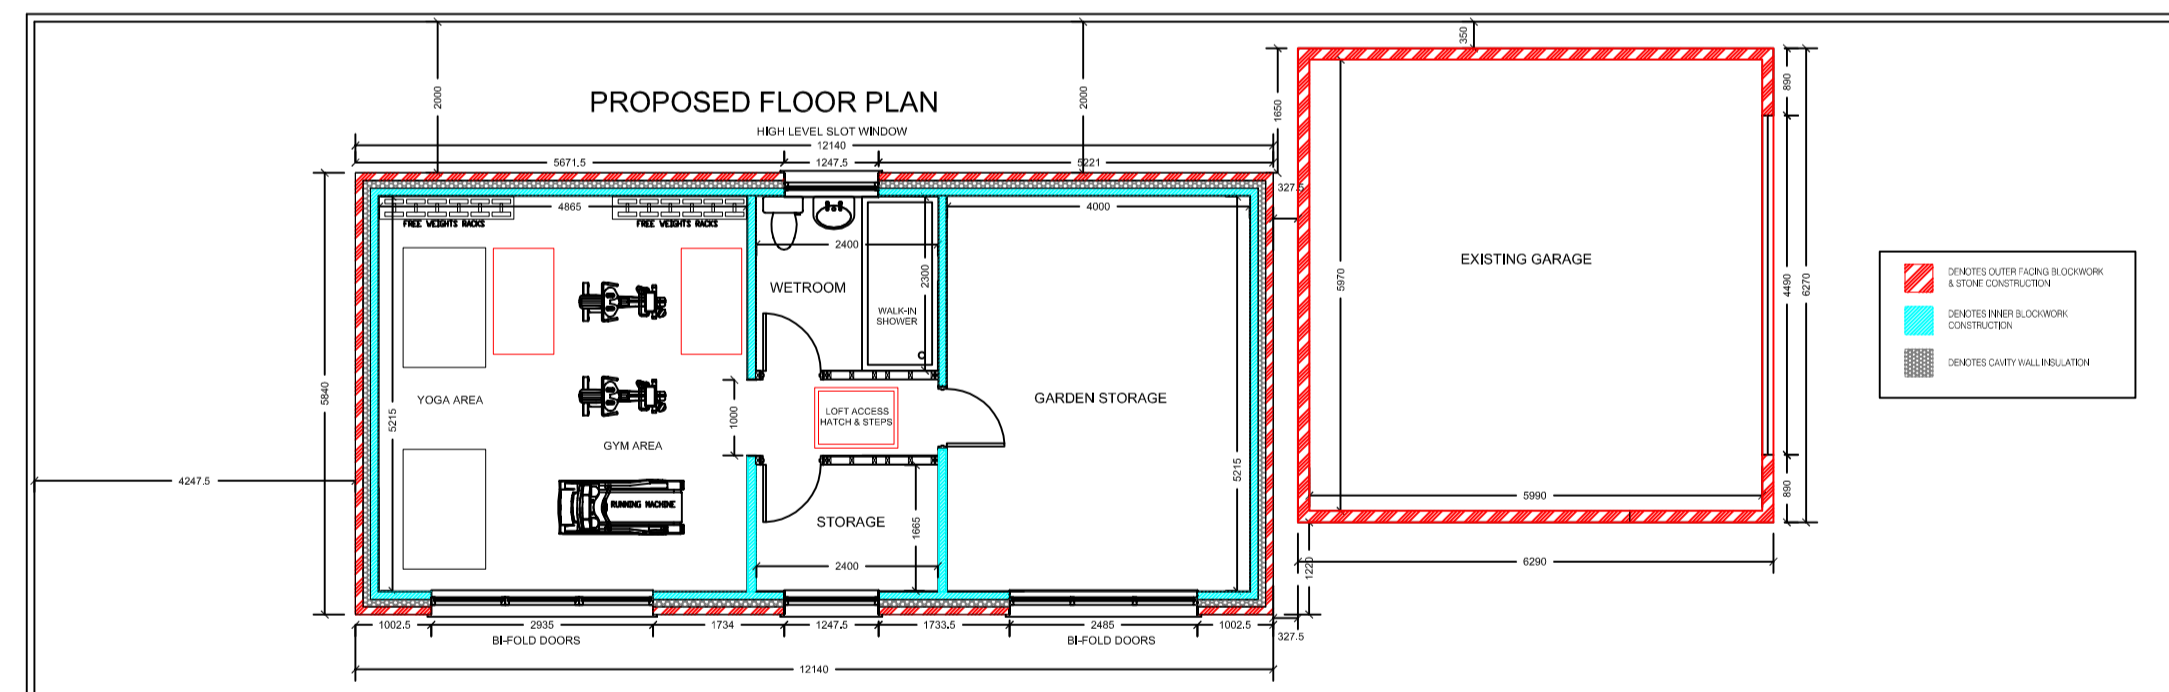 350
2000
2000
890
PROPOSED FLOOR PLAN
1650
HIGH LEVEL SLOT WINDOW
12140
5671.5
1247.5
5221
327.5
4865
4000
FREE WEIGHTS RACKS
FREE WEIGHTS RACKS
2400
EXISTING GARAGE
2300
5970
4490
6270
WETROOM
WALK-IN
SHOWER
DENOTES OUTER FACING BLOCKWORK
& STONE CONSTRUCTION
DENOTES INNER BLOCKWORK
CONSTRUCTION
DENOTES CAVITY WALL INSULATION
5840
YOGA AREA
5215
1000
LOFT ACCESS
HATCH & STEPS
GARDEN STORAGE
GYM AREA
5215
4247.5
890
5990
RUNNING MACHINE
STORAGE
1665
2400
6290
1220
1002.5
2935
1734
1247.5
1733.5
2485
1002.5
327.5
BI-FOLD DOORS
BI-FOLD DOORS
12140